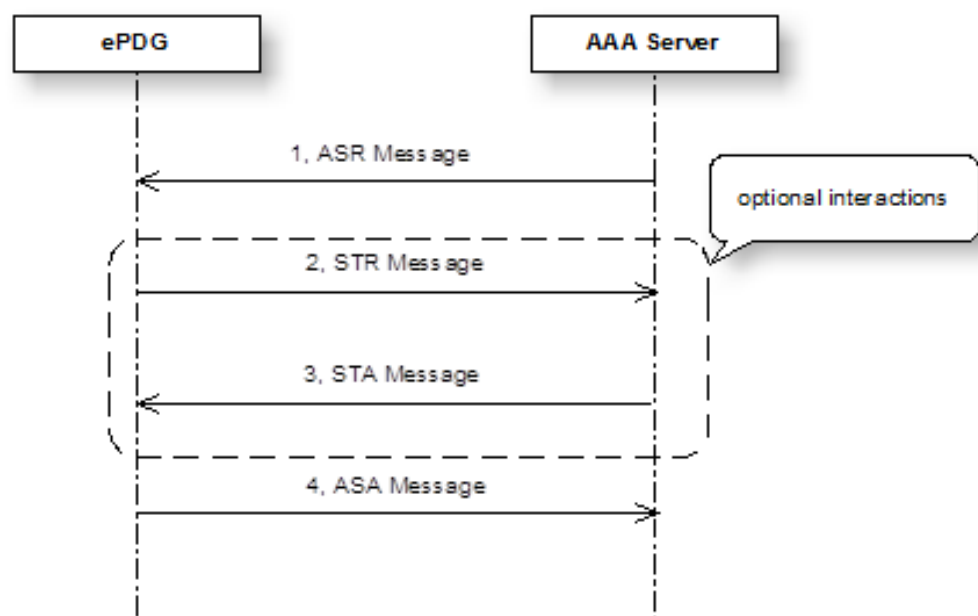 ePDG
AAA Server
1, ASR Message
optional interactions
2, STR Message
3, STA Message
4, ASA Message